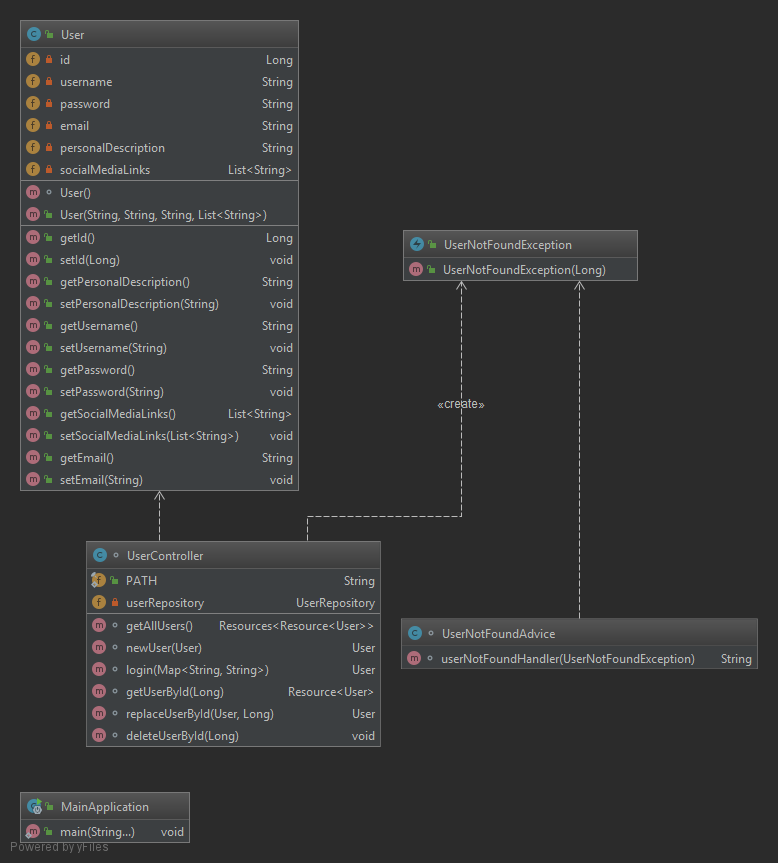 User
id Long
username String
password String
email String
personalDescription String
socialMediaLinks List<String>
User()
User(String, String, String, List<String>)
getId() Long
setId(Long) void
getPersonalDescription() String
setPersonalDescription(String) void
getUsername() String
setUsername(String) void
getPassword() String
setPassword(String) void
getSocialMediaLinks() List<String>
setSocialMediaLinks(List<String>) void
getEmail() String
setEmail(String) void
UserNotFoundException
UserNotFoundException(Long)
«create»
UserController
PATH String
userRepository UserRepository
getAllUsers() Resources<Resource<User>>
newUser(User) User
login(Map<String, String>) User
getUserById(Long) Resource<User>
replaceUserById(User, Long) User
deleteUserById(Long) void
UserNotFoundAdvice
userNotFoundHandler(UserNotFoundException) String
MainApplication
main(String...) void
Powered by yFiles